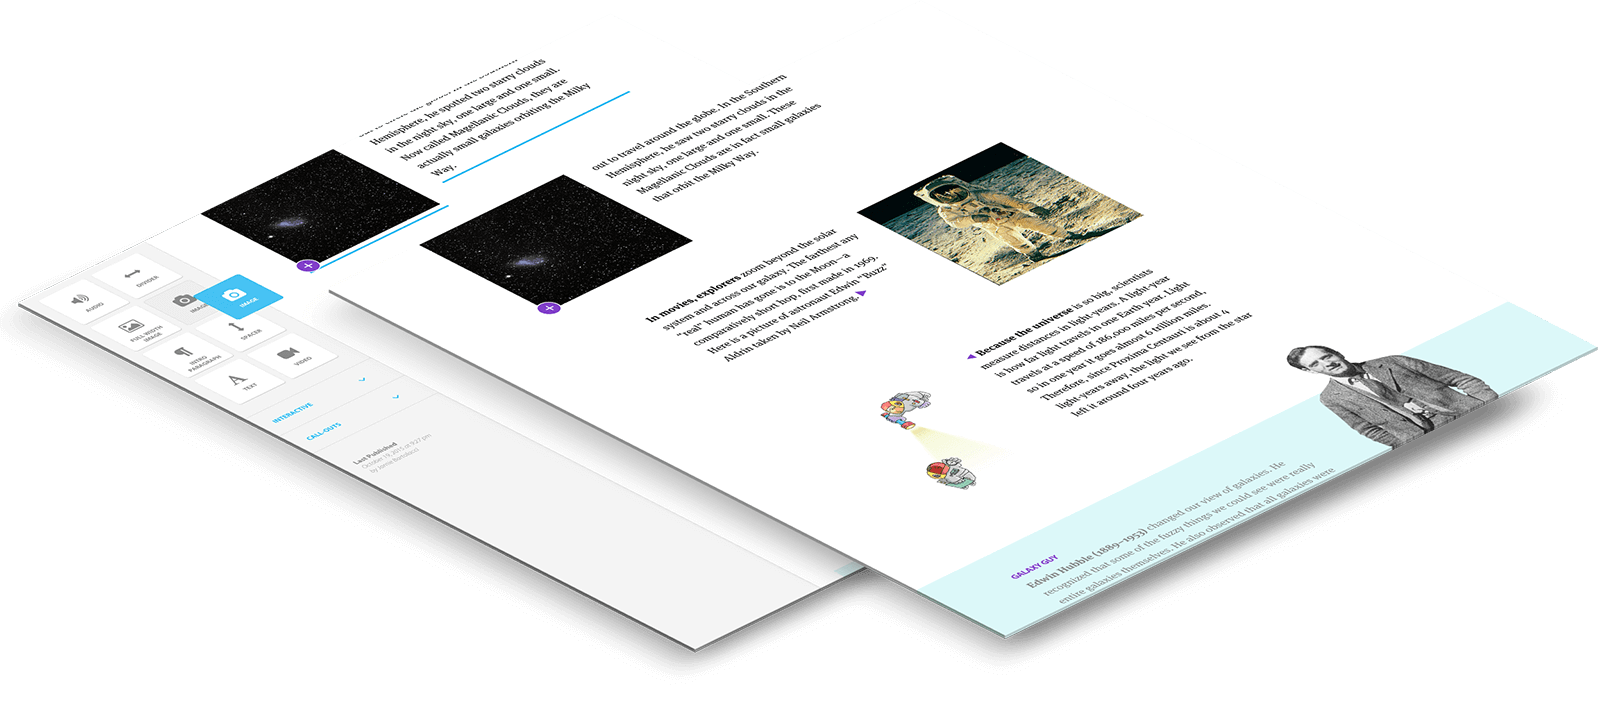 Hemisphere, he spotted two starry clouds
in the night sky, one large and one small.
Now called Magellanic Clouds, they are
actually small galaxies orbiting the Milky
Way.
AUDIO
DIVIDER
IMAGE
IMAGE
FULL WIDTH
IMAGE
SPACER
INTRO
PARAGRAPH
VIDEO
TEXT
INTERACTIVE
CALL-OUTS
Last Published
October 19, 2015 at 9:27 pm
by
out to travel around the globe. In the Southern
Hemisphere, he saw two starry clouds in the
night sky, one large and one small. These
Magellanic Clouds are in fact small galaxies
that orbit the Milky Way.
In movies, explorers zoom beyond the solar
system and across our galaxy. The farthest any
“real” human has gone is to the Moon—a
comparatively short hop, first made in 1969.
Here is a picture of astronaut Edwin “Buzz”
Aldrin taken by Neil Armstrong.
Because the universe is so big, scientists
measure distances in light-years. A light-year
is how far light travels in one Earth year. Light
travels at a speed of 186,000 miles per second,
so in one year it goes almost 6 trillion miles.
Therefore, since Proxima Centauri is about 4
light-years away, the light we see from the star
left it around four years ago.
GALAXY GUY
Edwin Hubble (1889–1953) changed our view of galaxies. He
recognized that some of the fuzzy things we could see were really
entire galaxies themselves. He also observed that all galaxies were